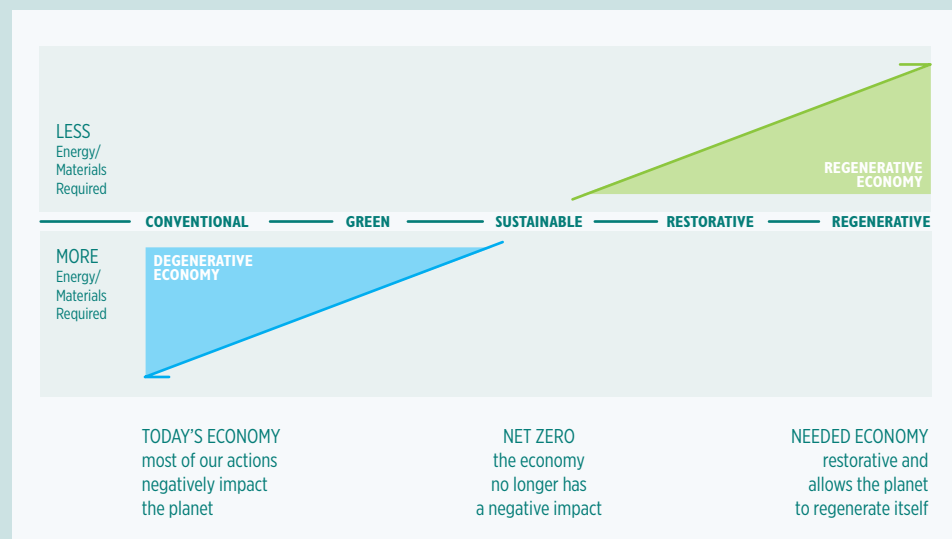 LESS
Energy/
Materials
Required
REGENERATIVE
ECONOMY
CONVENTIONAL GREEN SUSTAINABLE RESTORATIVE REGENERATIVE
MORE
Energy/
Materials
Required
DEGENERATIVE
ECONOMY
TODAY’S ECONOMY
most of our actions
negatively impact
the planet
NET ZERO
the economy
no longer has
a negative impact
NEEDED ECONOMY
restorative and
allows the planet
to regenerate itself